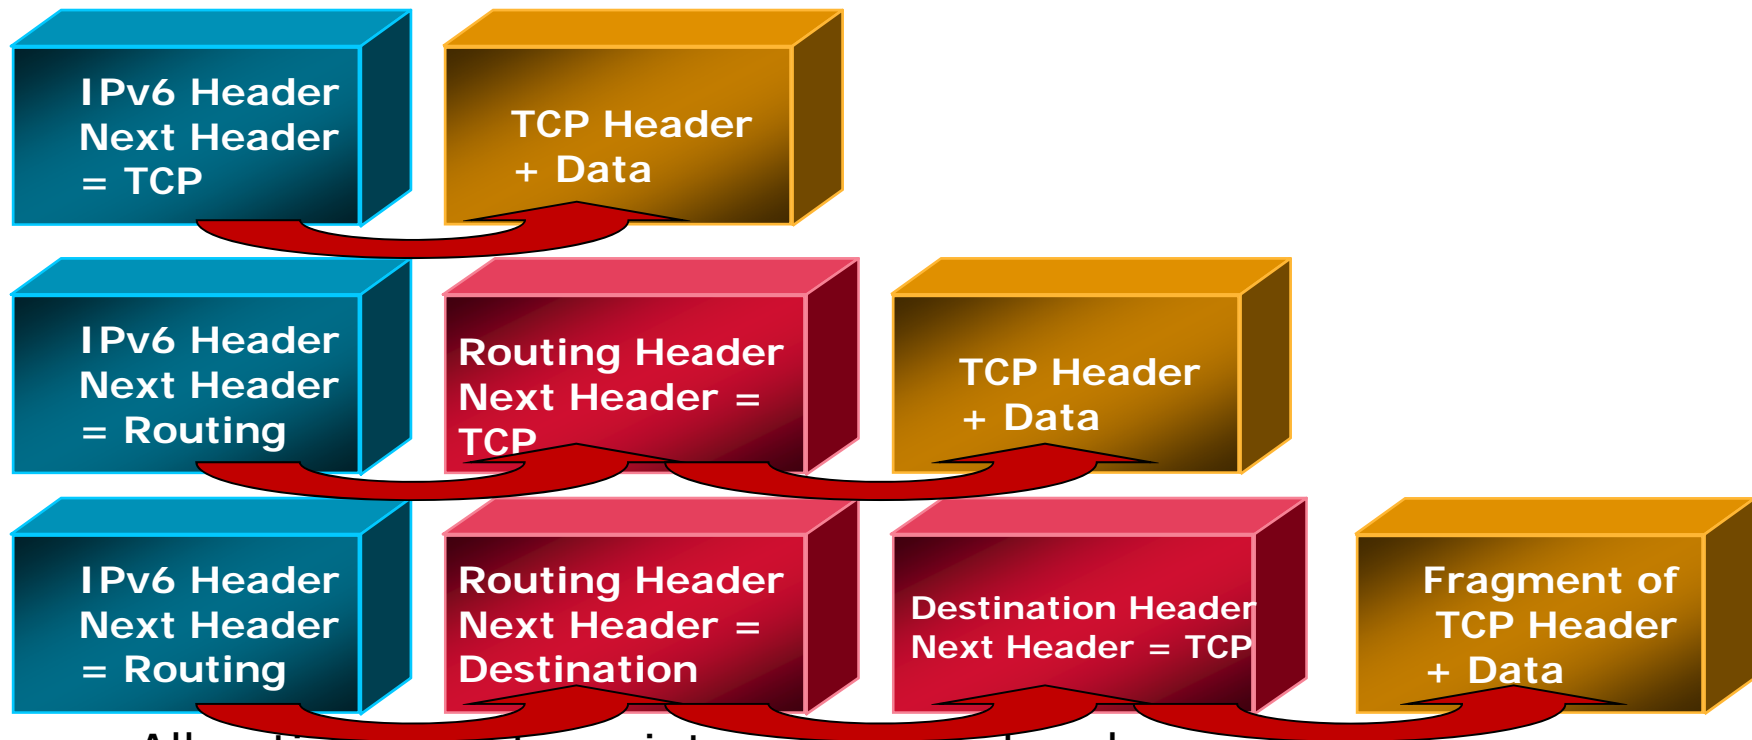 IPv6 Header
Next Header
= TCP
TCP Header
+ Data
IPv6 Header
Next Header
= Routing
Routing Header
Next Header =
TCP
TCP Header
+ Data
IPv6 Header
Next Header
= Routing
Routing Header
Next Header =
Destination
Destination Header
Next Header = TCP
Fragment of
TCP Header
+ Data